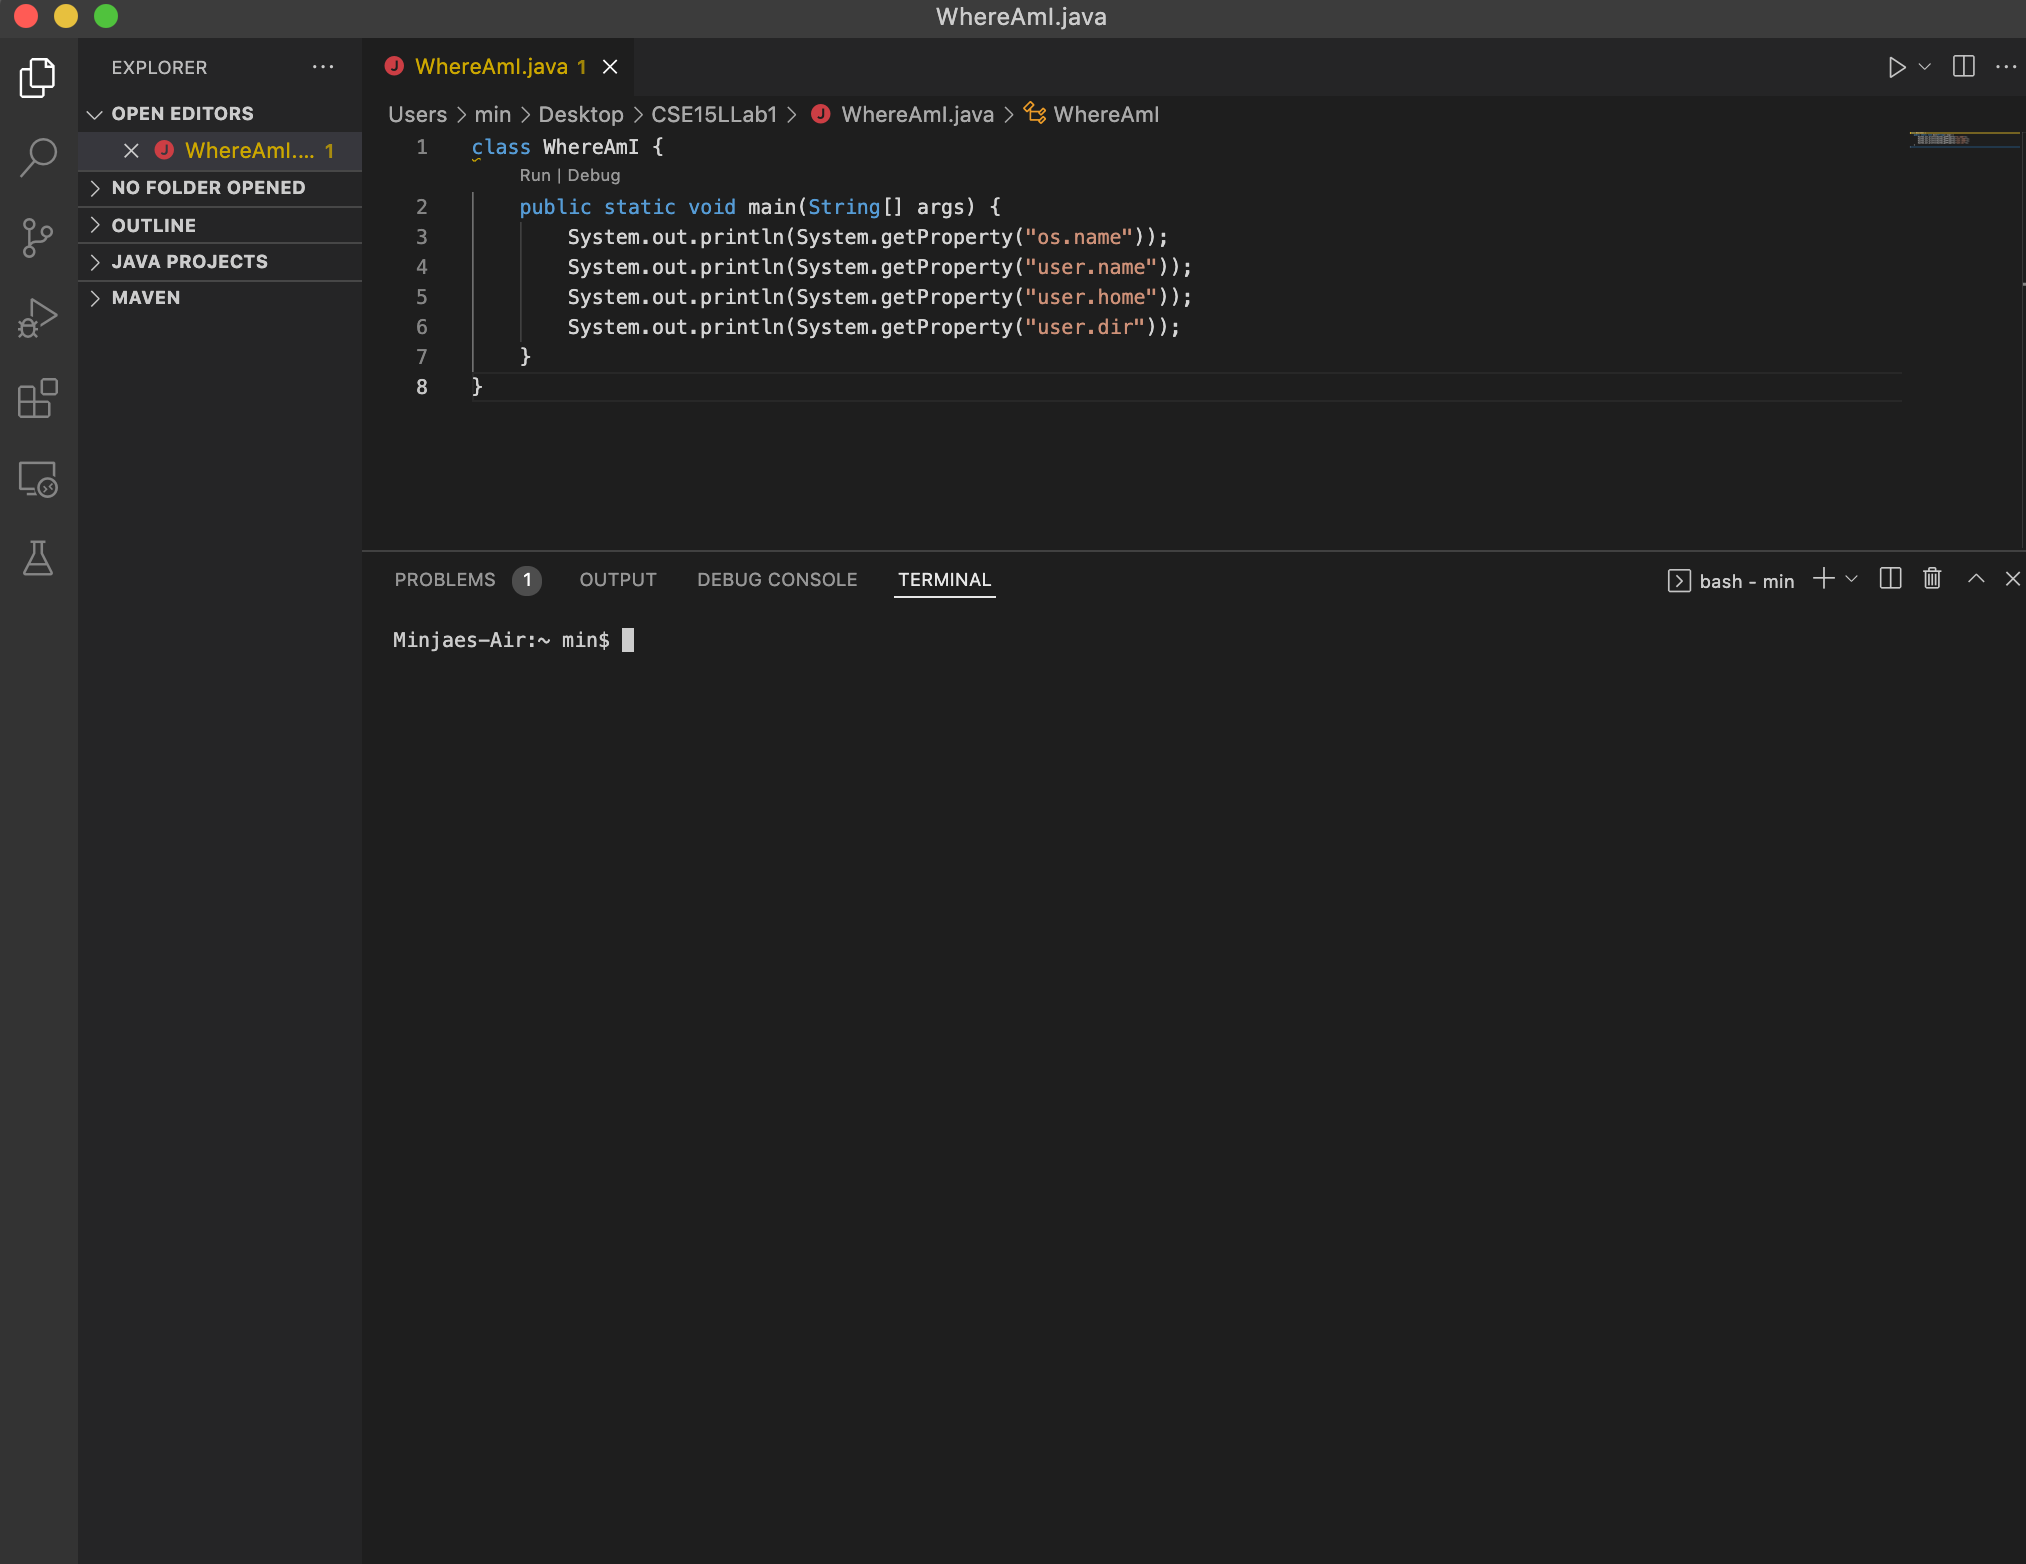 WhereAmI.java
EXPLORER ...
OPEN EDITORS
WhereAmI.... 1
NO FOLDER OPENED
OUTLINE
JAVA PROJECTS
MAVEN
WhereAmI.java 1
Users > min > Desktop > CSE15LLab1 > WhereAmI.java > WhereAmI
1 class WhereAmI {
Run | Debug
2 public static void main(String[] args) {
3 System.out.println(System.getProperty("os.name"));
4 System.out.println(System.getProperty("user.name"));
5 System.out.println(System.getProperty("user.home"));
6 System.out.println(System.getProperty("user.dir"));
7 }
8 }
PROBLEMS 1 OUTPUT DEBUG CONSOLE TERMINAL bash - min
Minjaes-Air:~ min$